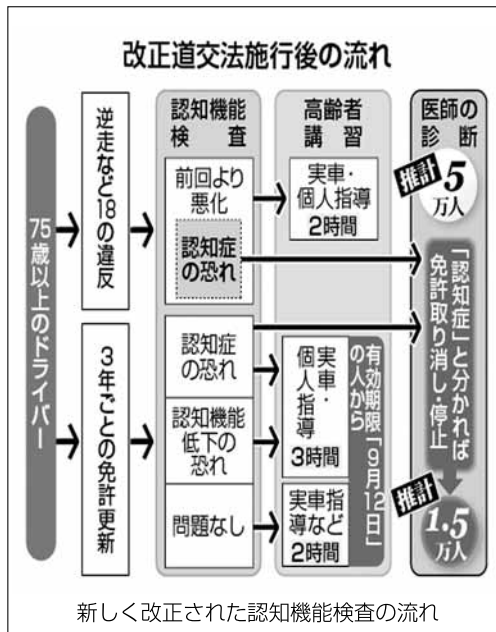 改正道交法施行後の流れ
75歳以上のドライバー
逆走など18の違反
3年ごとの免許更新
認知機能
検査
前回より
悪化
認知症
の恐れ
認知症
の恐れ
認知機能
低下の
恐れ
問題なし
高齢者
講習
実車・
個人指導
2時間
実車・
個人指導
3時間
実車指
導など
2時間
有効期限「9月12日」
の人から
医師の
診断
推計
5
万人
「認知症」と分かれば
免許取り消し・停止
推計
1.5
万人
新しく改正された認知機能検査の流れ